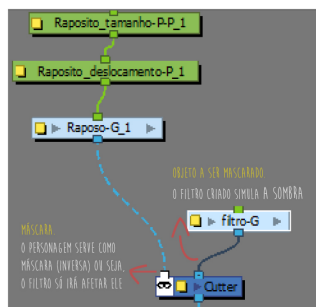 Raposito_tamanho-P-P_1
Raposito_deslocamento-P_1
Raposo-G_1
OBJETO A SER MASCARADO
O FILTRO CRIADO SIMULA A SOMBRA
filtro-G
MÁSCARA
O PERSONAGEM SERVE COMO
MÁSCARA (INVERSA) OU SEJA,
O FILTRO SÓ IRÁ AFETAR ELE
Cutter